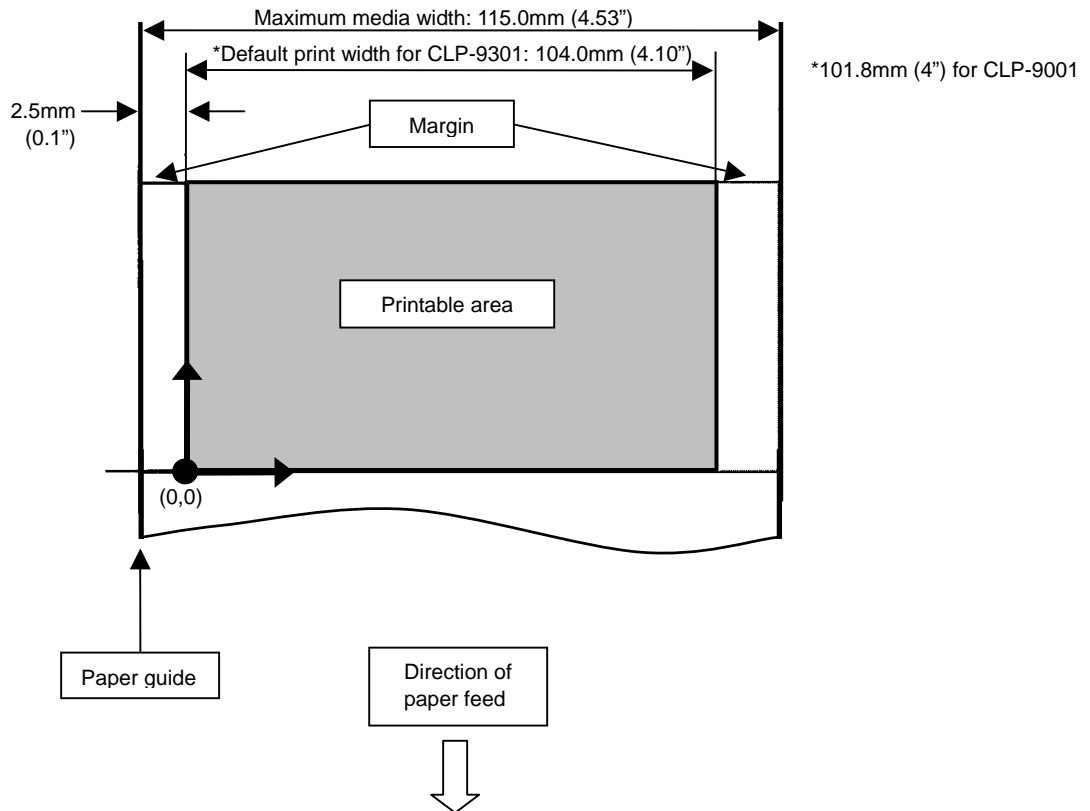 Maximum media width: 115.0mm (4.53”)
*Default print width for CLP-9301: 104.0mm (4.10”)
*101.8mm (4”) for CLP-9001
2.5mm
(0.1”)
Margin
Printable area
(0,0)
Paper guide
Direction of
paper feed